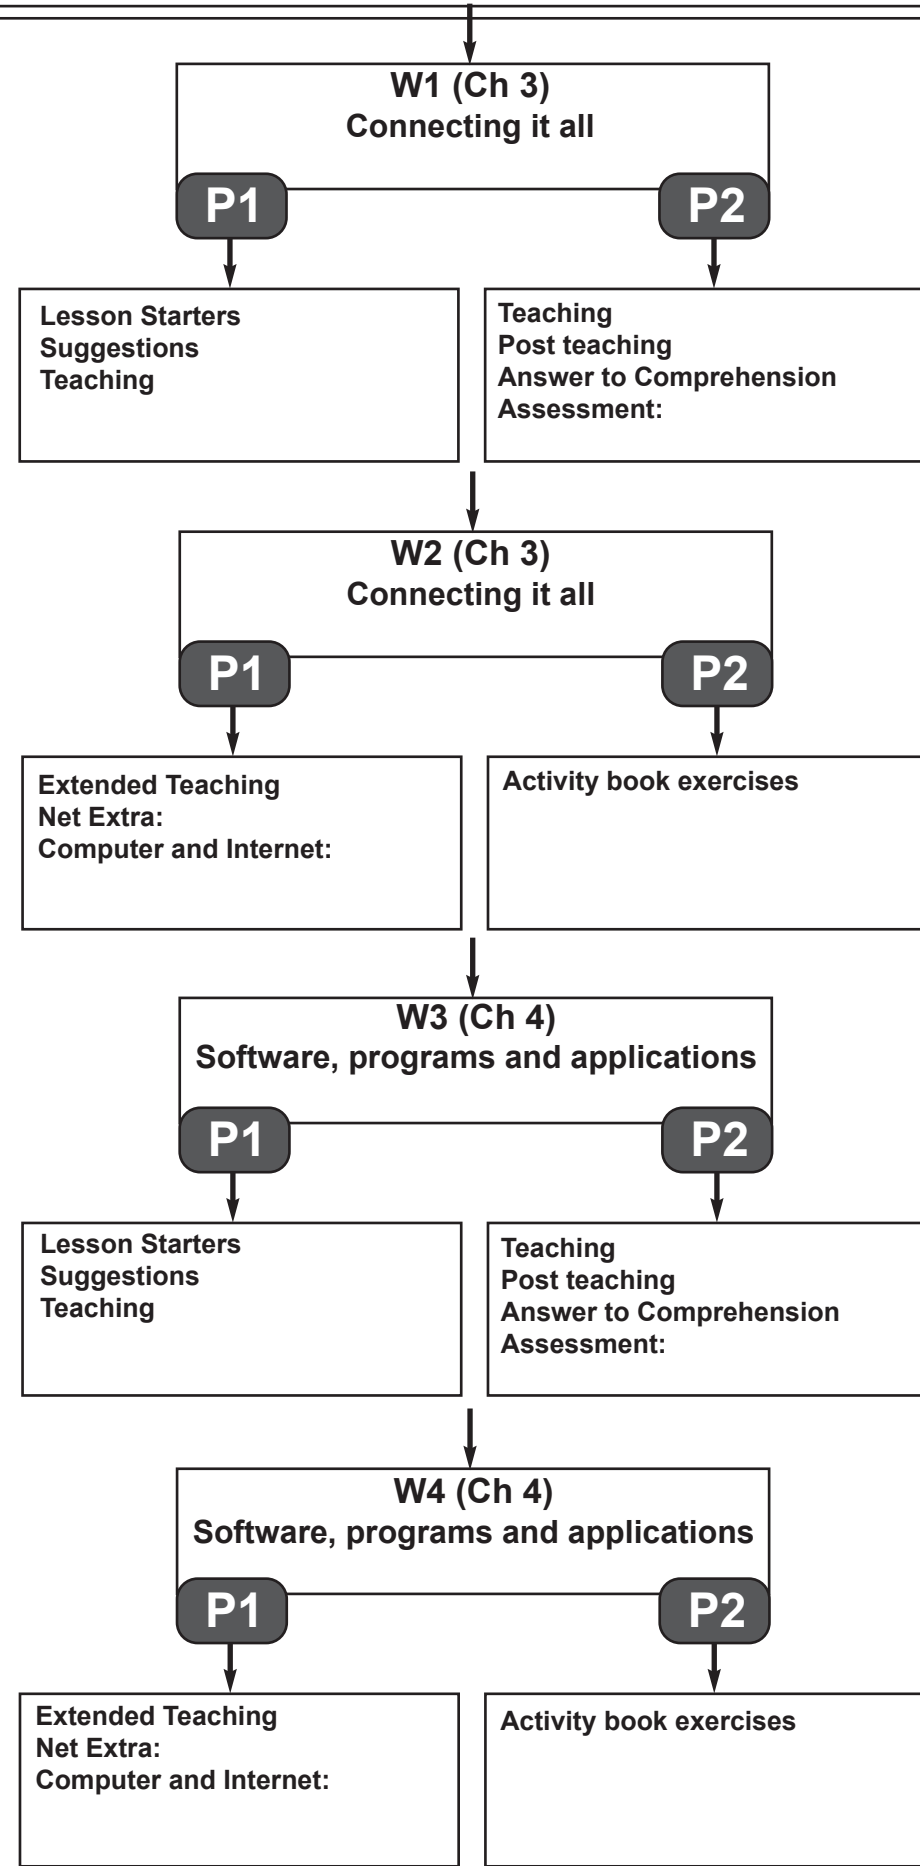 W1 (Ch 3)
Connecting it all
P1
P2
Lesson Starters
Suggestions
Teaching
Teaching
Post teaching
Answer to Comprehension
Assessment:
W2 (Ch 3)
Connecting it all
P1
P2
Extended Teaching
Net Extra:
Computer and Internet:
Activity book exercises
W3 (Ch 4)
Software, programs and applications
P1
P2
Lesson Starters
Suggestions
Teaching
Teaching
Post teaching
Answer to Comprehension
Assessment:
W4 (Ch 4)
Software, programs and applications
P1
P2
Extended Teaching
Net Extra:
Computer and Internet:
Activity book exercises